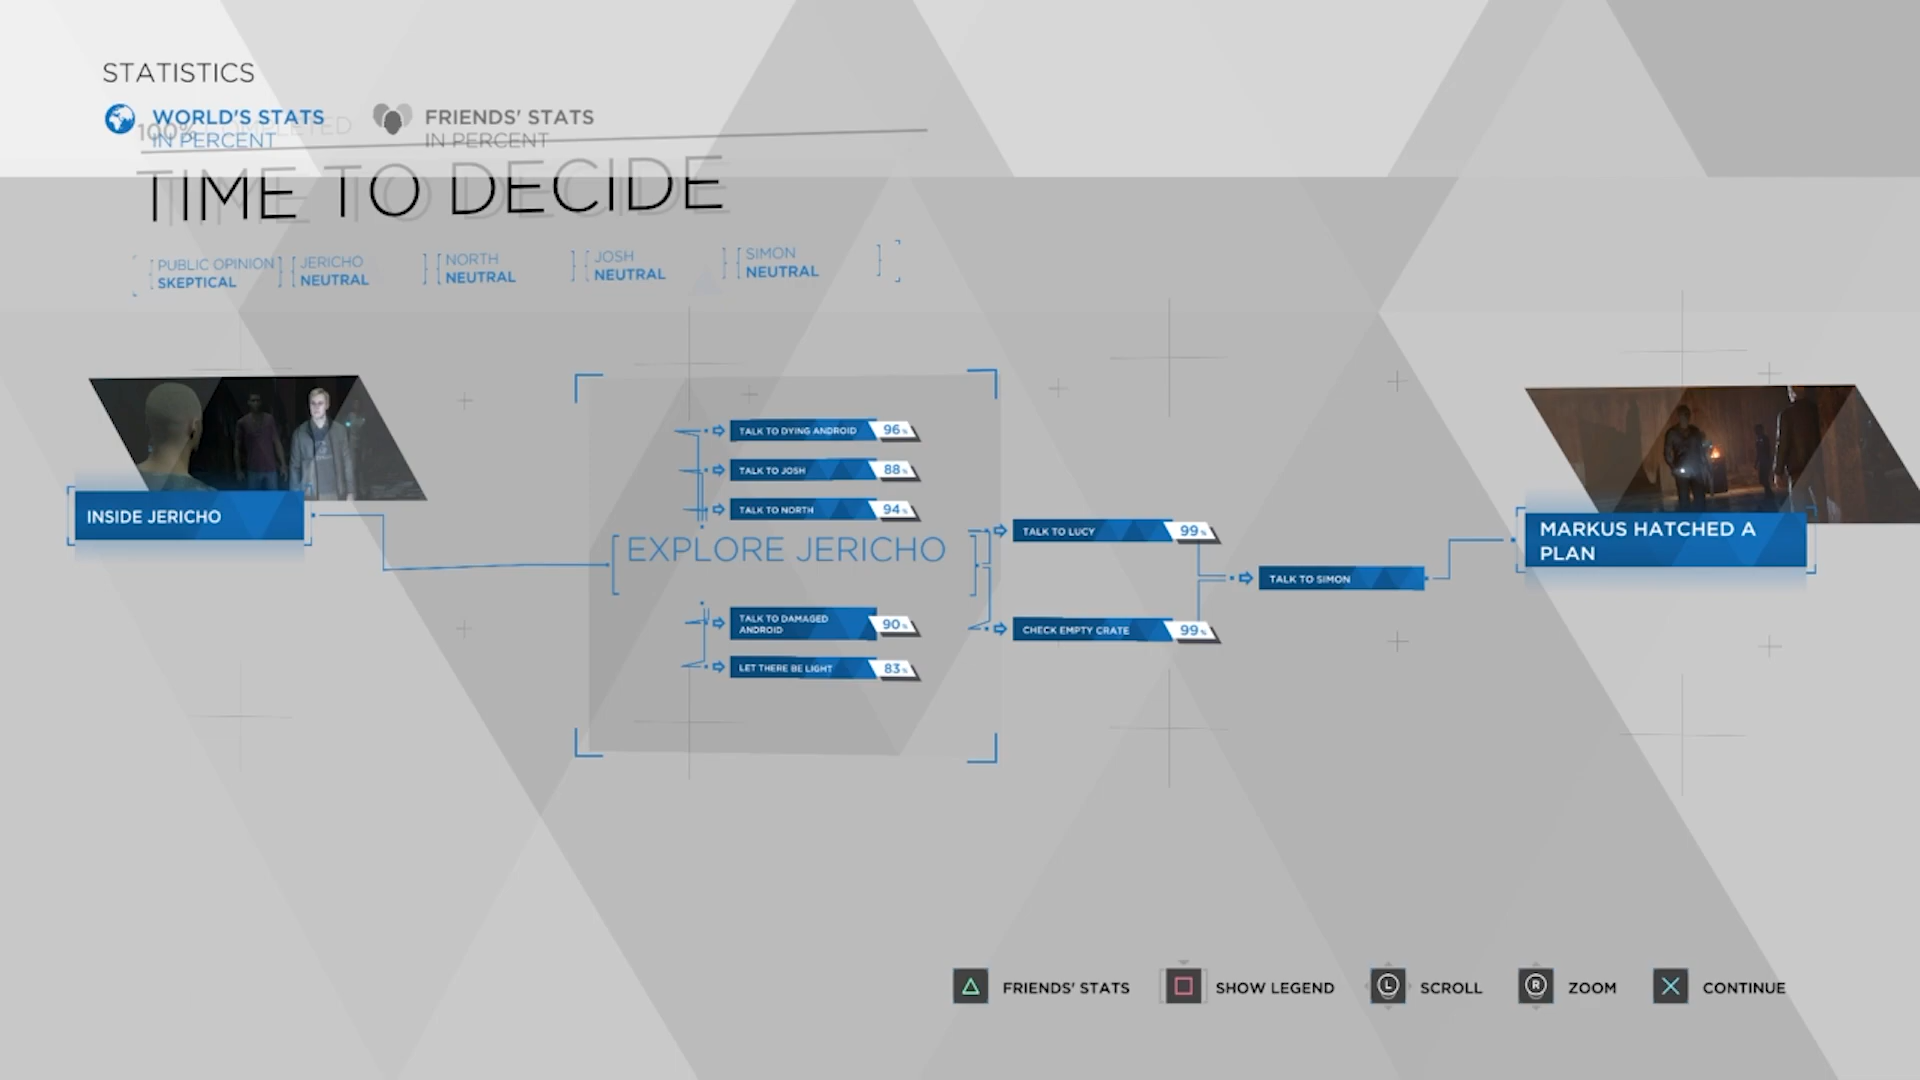 STATISTICS
WORLD'S STATS
IN PERCENT
FRIENDS' STATS
IN PERCENT
100% COMPLETED
TIME TO DECIDE
PUBLIC OPINION
SKEPTICAL
JERICHO
NEUTRAL
NORTH
NEUTRAL
JOSH
NEUTRAL
SIMON
NEUTRAL
INSIDE JERICHO
TALK TO DYING ANDROID 96%
TALK TO JOSH 88%
TALK TO NORTH 94%
EXPLORE JERICHO
TALK TO DAMAGED
ANDROID
90%
LET THERE BE LIGHT 83%
TALK TO LUCY 99%
CHECK EMPTY CRATE 99%
TALK TO SIMON
MARKUS HATCHED A
PLAN
FRIENDS' STATS
SHOW LEGEND
L SCROLL
R ZOOM
CONTINUE